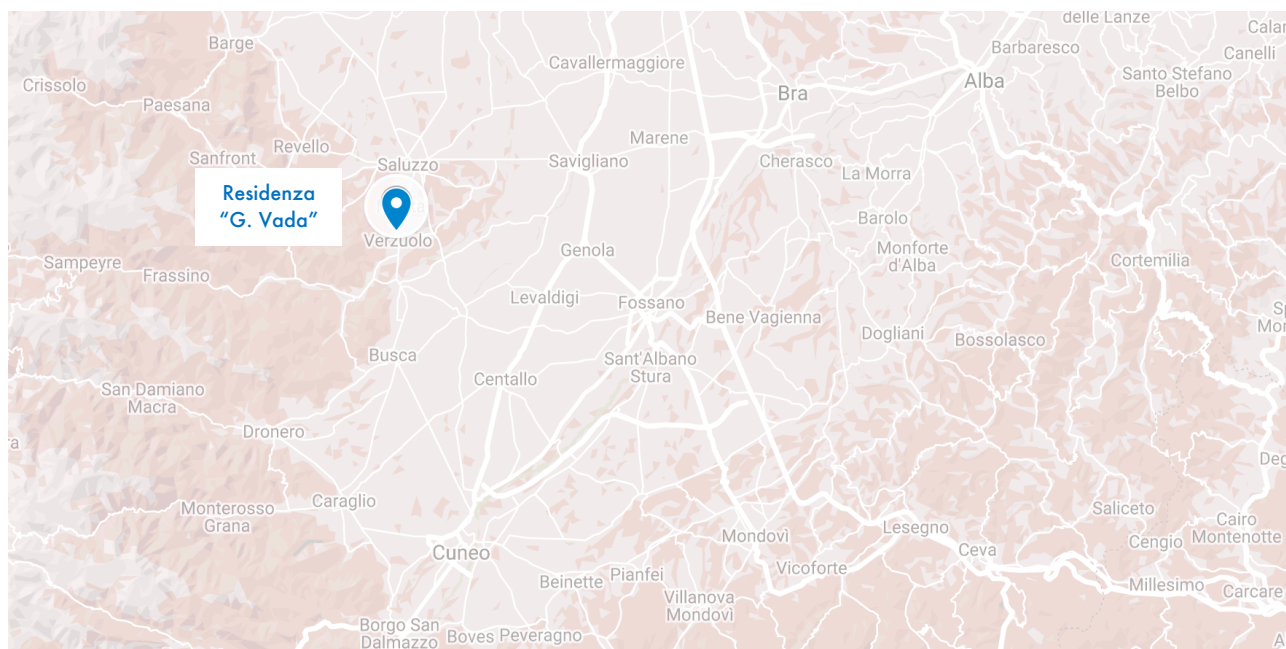 delle Lanze
Barge
Barbaresco
Canelli
Cavallermaggiore
Crissolo
Alba
Santo Stefano
Belbo
Bra
Paesana
Marene
Revello
Sanfront
Saluzzo
Savigliano
Cherasco
La Morra
Residenza
“G. Vada”
Barolo
Verzuolo
Genola
Monforte
d'Alba
Sampeyre
Frassino
Cortemilia
Levaldigi
Fossano
Bene Vagienna
Dogliani
Bossolasco
Busca
Sant'Albano
Stura
Centallo
San Damiano
Macra
Dronero
Caraglio
Monterosso
Grana
Saliceto
Cairo
Montenotte
Lesegno
Mondovì
Cengio
Cuneo
Ceva
Vicoforte
Pianfei
Beinette
Millesimo
Carcare
Villanova
Mondovì
Borgo San
Dalmazzo
Boves
Peveragno